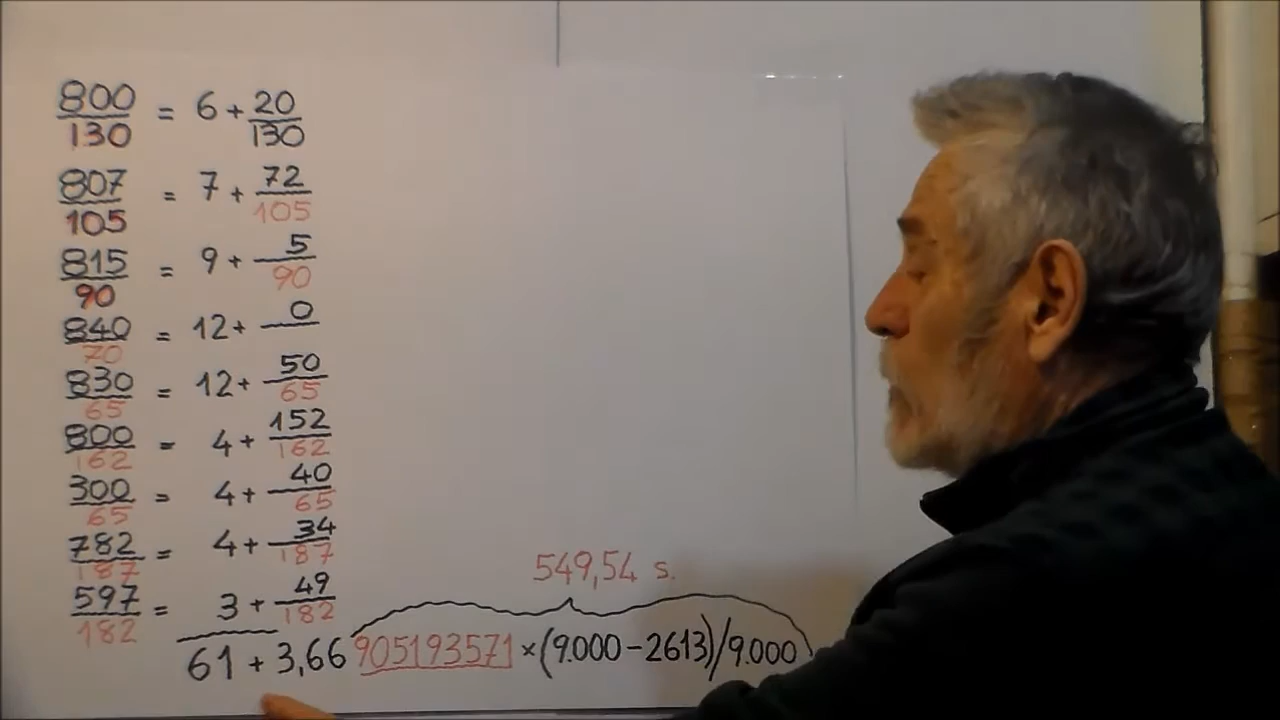 800/130 = 6 + 20/130
807/105 = 7 + 72/105
815/90 = 9 + 5/90
840/70 = 12 + 0/
830/65 = 12 + 50/65
800/162 = 4 + 152/162
300/65 = 4 + 40/65
782/187 = 4 + 34/187
597/182 = 3 + 49/182
549,54 s.
61 + 3,66 905193571 × (9.000 - 2613)/9.000